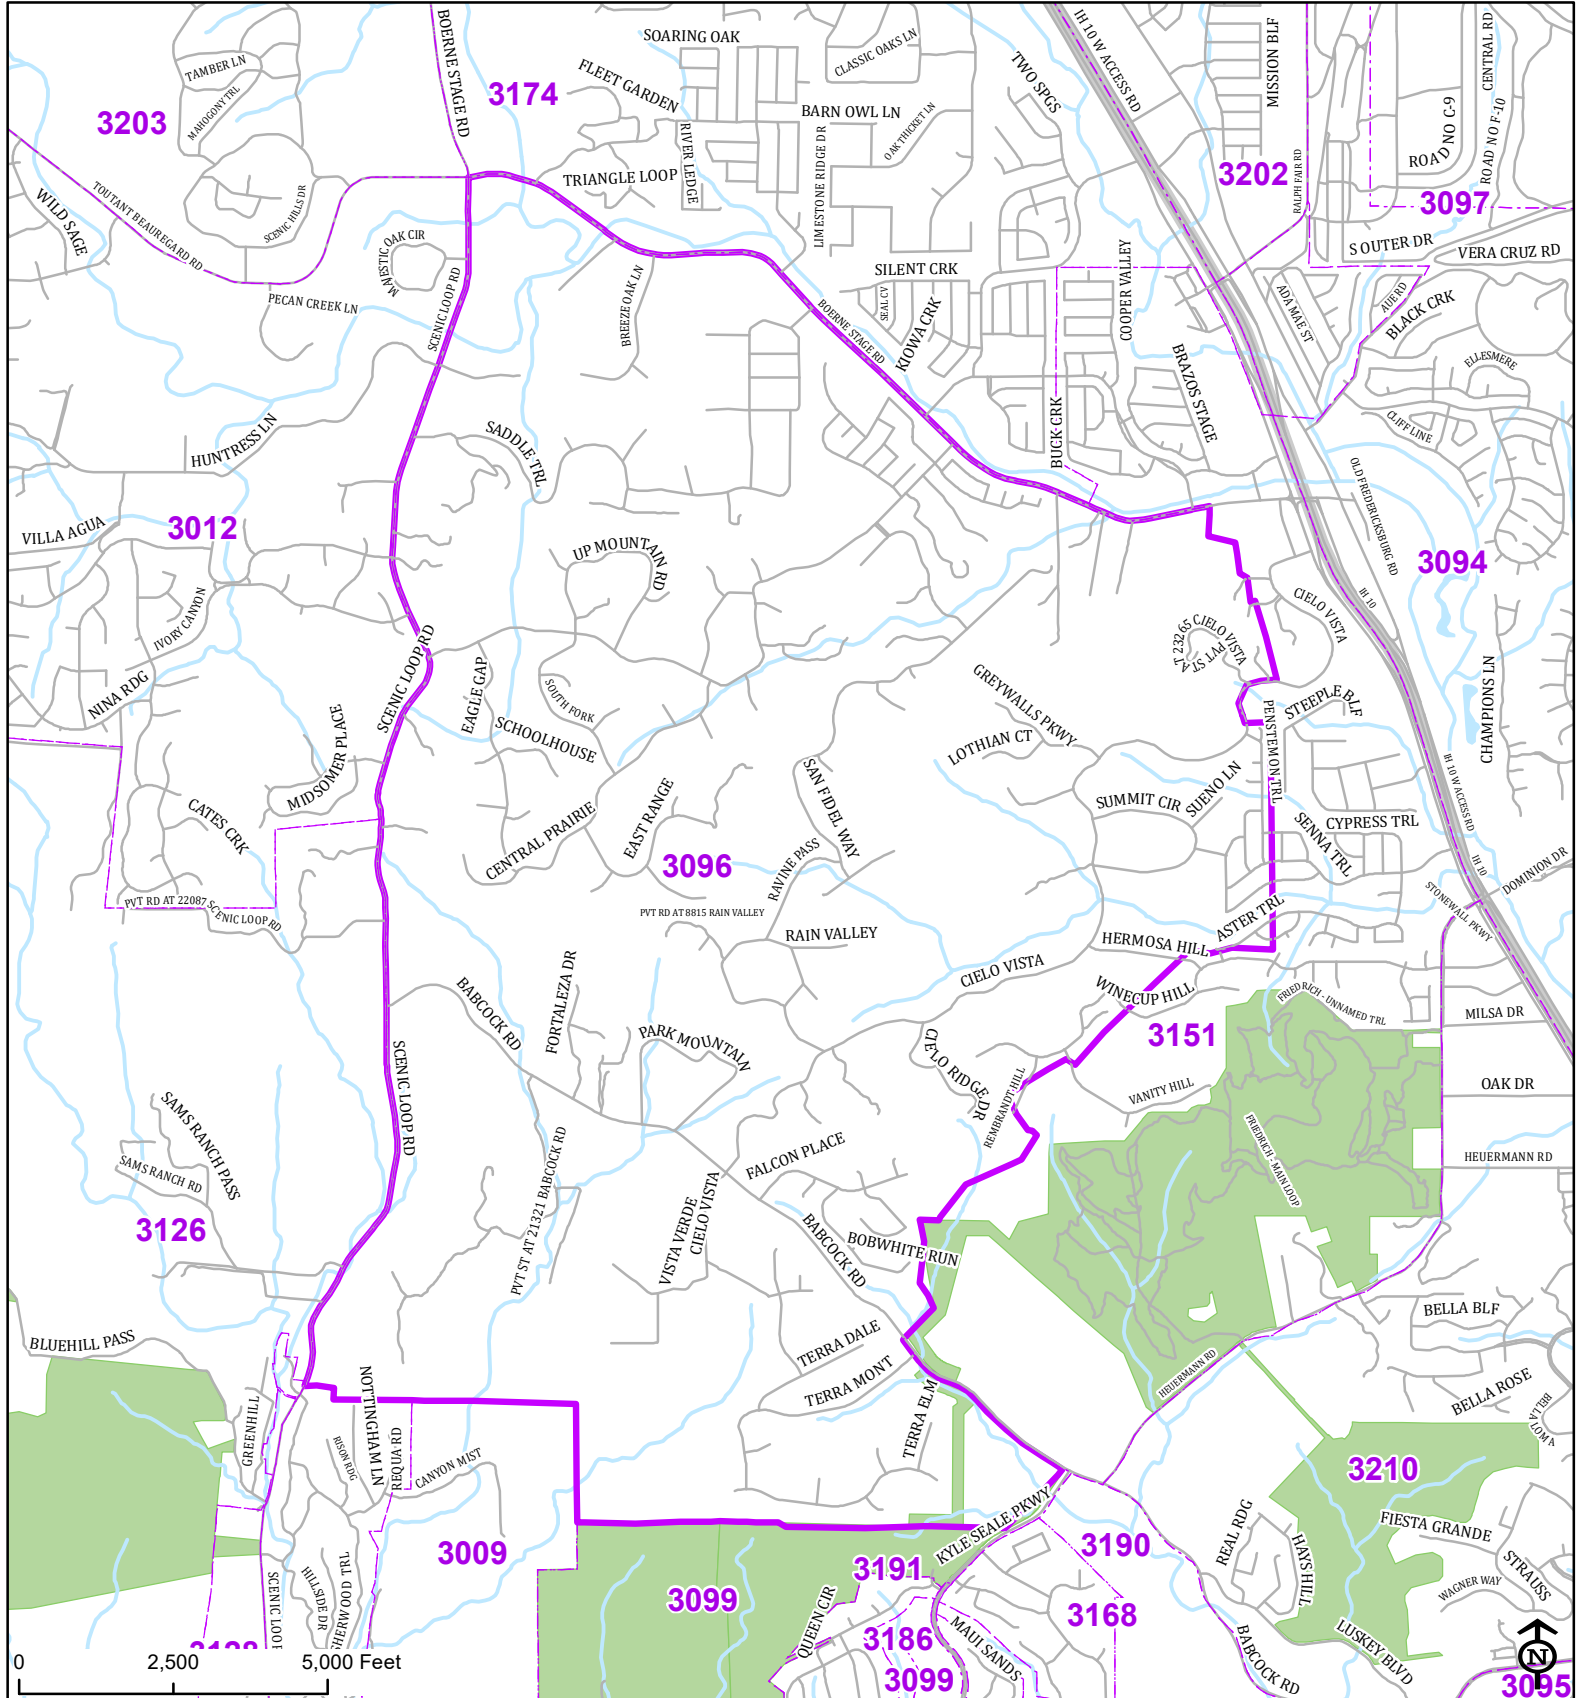 BOERNE STAGE RD
SOARING OAK
CLASSIC OAKS LN
TAMBER LN
FLEET GARDEN
TWO SPGS
IH 10 W ACCESS RD
MISSION BLF
CENTRAL RD
3174
3203
MAHOGONY TRL
BARN OWL LN
OAK THICKET LN
RIVER LEDGE
LIMESTONE RIDGE DR
ROAD NO C-9
ROAD NO F-10
3202
RALPH FAIR RD
3097
TRIANGLE LOOP
WILD SAGE
TOUTANT BEAUREGARD RD
SCENIC HILLS DR
MAJESTIC OAK CIR
S OUTER DR
VERA CRUZ RD
PECAN CREEK LN
SCENIC LOOP RD
BREEZE OAK LN
SILENT CRK
SEAL CV
KIOWA CRK
COOPER VALLEY
ADA MAE ST
AUE RD
BLACK CRK
BOERNE STAGE RD
BRAZOS STAGE
ELLESMERE
BUCK CRK
CLIFF LINE
HUNTRESS LN
SADDLE TRL
OLD FREDERICKSBURG RD
VILLA AGUA
3012
UP MOUNTAIN RD
3094
IH 10
CIELO VISTA
IVORY CANYON
PVT ST AT 23265 CIELO VISTA
NINA RDG
SCENIC LOOP RD
EAGLE GAP
SOUTH FORK
SCHOOLHOUSE
GREYWALLS PKWY
LOTHIAN CT
PENSTEMON TRL
STEEPLE BLF
CHAMPIONS LN
MIDSOMER PLACE
CATES CRK
SAN FIDEL WAY
SUMMIT CIR
SUENO LN
IH 10 W ACCESS RD
CENTRAL PRAIRIE
EAST RANGE
3096
RAVINE PASS
SENNA TRL
CYPRESS TRL
IH 10
DOMINION DR
STONEWALL PKWY
PVT RD AT 22087 SCENIC LOOP RD
PVT RD AT 8815 RAIN VALLEY
RAIN VALLEY
ASTER TRL
HERMOSA HILL
CIELO VISTA
WINECUP HILL
BABCOCK RD
FORTALEZA DR
PARK MOUNTAIN
FRIEDRICH - UNNAMED TRL
MILSA DR
3151
CIELO RIDGE DR
SCENIC LOOP RD
REMBRANDT HILL
VANITY HILL
OAK DR
SAMS RANCH PASS
SAMS RANCH RD
PVT ST AT 21321 BABCOCK RD
FALCON PLACE
FRIEDRICH - MAIN LOOP
HEUERMANN RD
3126
VISTA VERDE
CIELO VISTA
BABCOCK RD
BOBWHITE RUN
BELLA BLF
BLUEHILL PASS
TERRA DALE
TERRA MONT
HEUERMANN RD
BELLA ROSE
BELLA LOMA
GREENHILL
NOTTINGHAM LN
RISON RDG
REQUA RD
CANYON MIST
TERRA ELM
3210
3009
KYLE SEALE PKWY
3190
REAL RDG
HAYS HILL
FIESTA GRANDE
STRAUSS
WAGNER WAY
3191
3099
QUEEN CIR
3168
SCENIC LOOP
HILLSIDE DR
SHERWOOD TRL
3186
MAUI SANDS
3099
BABCOCK RD
LUSKEY BLVD
N
3095
0 2,500 5,000 Feet